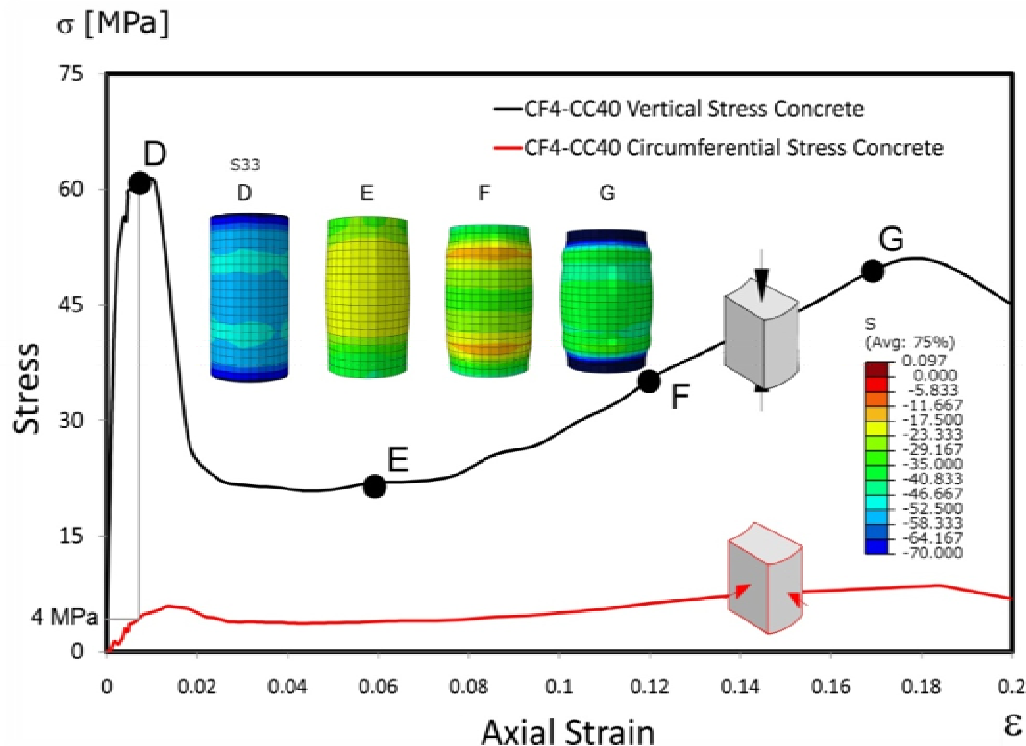 σ [MPa]
75
60
45
30
15
4 MPa
0
Stress
CF4-CC40 Vertical Stress Concrete
CF4-CC40 Circumferential Stress Concrete
D
S33
D E F G
E
F
G
S
(Avg: 75%)
0.097
0.000
-5.833
-11.667
-17.500
-23.333
-29.167
-35.000
-40.833
-46.667
-52.500
-58.333
-64.167
-70.000
0 0.02 0.04 0.06 0.08 0.10 0.12 0.14 0.16 0.18 0.2
Axial Strain
ε